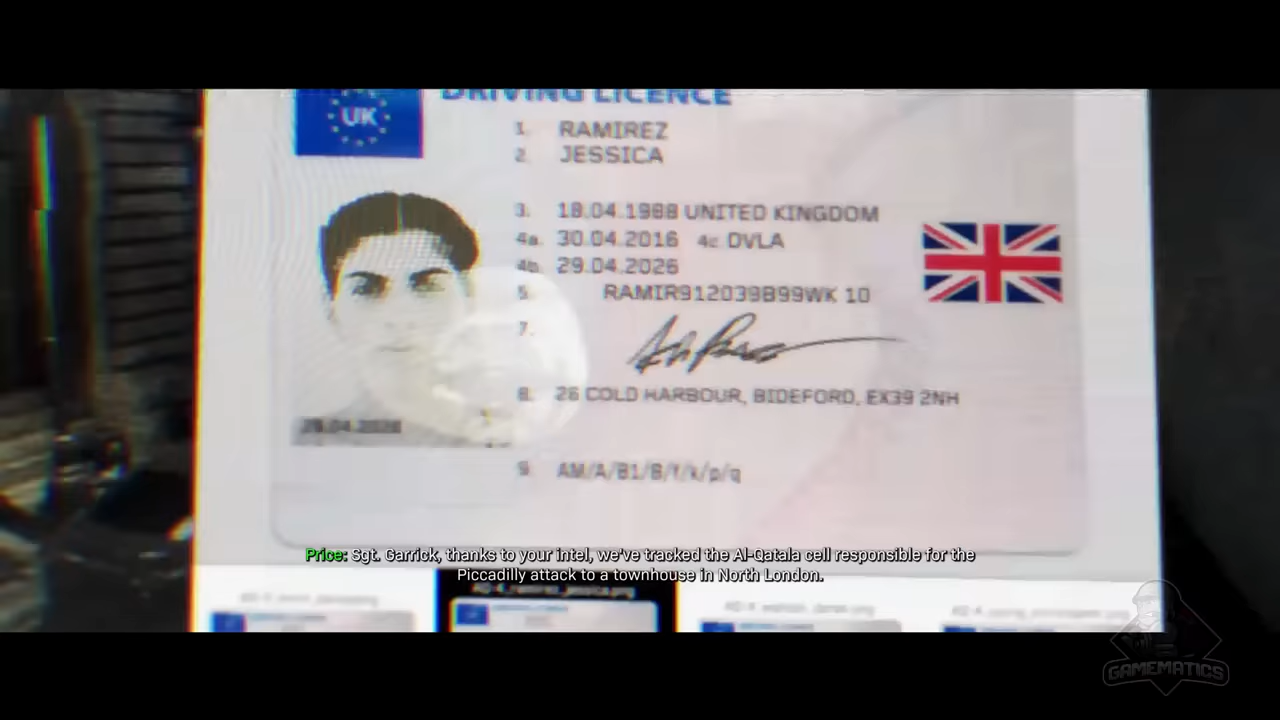 DRIVING LICENCE
UK
1. RAMIREZ
2. JESSICA
3. 18.04.1988 UNITED KINGDOM
4a. 30.04.2016 4c DVLA
4b. 29.04.2026
5. RAMIR912039B99WK 10
7.
8. 26 COLD HARBOUR, BIDEFORD, EX39 2NH
9. AM/A/B1/B/f/k/p/q
Price: Sgt. Garrick, thanks to your intel, we've tracked the Al-Qatala cell responsible for the
Piccadilly attack to a townhouse in North London.
GAMEMATICS